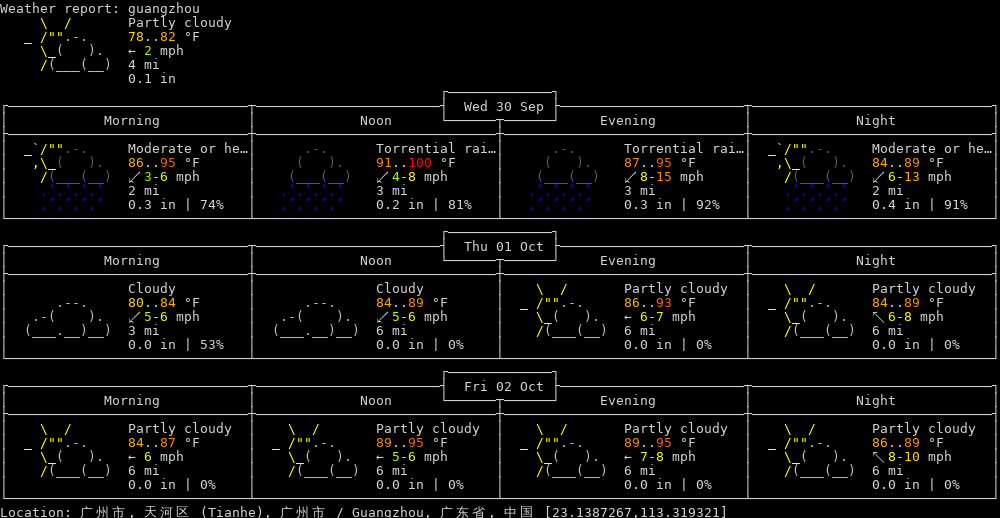 Weather report: guangzhou
Partly cloudy
78..82 °F
← 2 mph
4 mi
0.1 in
Wed 30 Sep
Morning Noon Evening Night
Moderate or he… Torrential rai… Torrential rai… Moderate or he…
86..95 °F 91..100 °F 87..95 °F 84..89 °F
↙ 3-6 mph ↙ 4-8 mph ↙ 8-15 mph ↙ 6-13 mph
2 mi 3 mi 3 mi 2 mi
0.3 in | 74% 0.2 in | 81% 0.3 in | 92% 0.4 in | 91%
Thu 01 Oct
Morning Noon Evening Night
Cloudy Cloudy Partly cloudy Partly cloudy
80..84 °F 84..89 °F 86..93 °F 84..89 °F
↙ 5-6 mph ↙ 5-6 mph ← 6-7 mph ↖ 6-8 mph
3 mi 6 mi 6 mi 6 mi
0.0 in | 53% 0.0 in | 0% 0.0 in | 0% 0.0 in | 0%
Fri 02 Oct
Morning Noon Evening Night
Partly cloudy Partly cloudy Partly cloudy Partly cloudy
84..87 °F 89..95 °F 89..95 °F 86..89 °F
← 6 mph ← 5-6 mph ← 7-8 mph ↖ 8-10 mph
6 mi 6 mi 6 mi 6 mi
0.0 in | 0% 0.0 in | 0% 0.0 in | 0% 0.0 in | 0%
Location: 广州市, 天河区 (Tianhe), 广州市 / Guangzhou, 广东省, 中国 [23.1387267,113.319321]